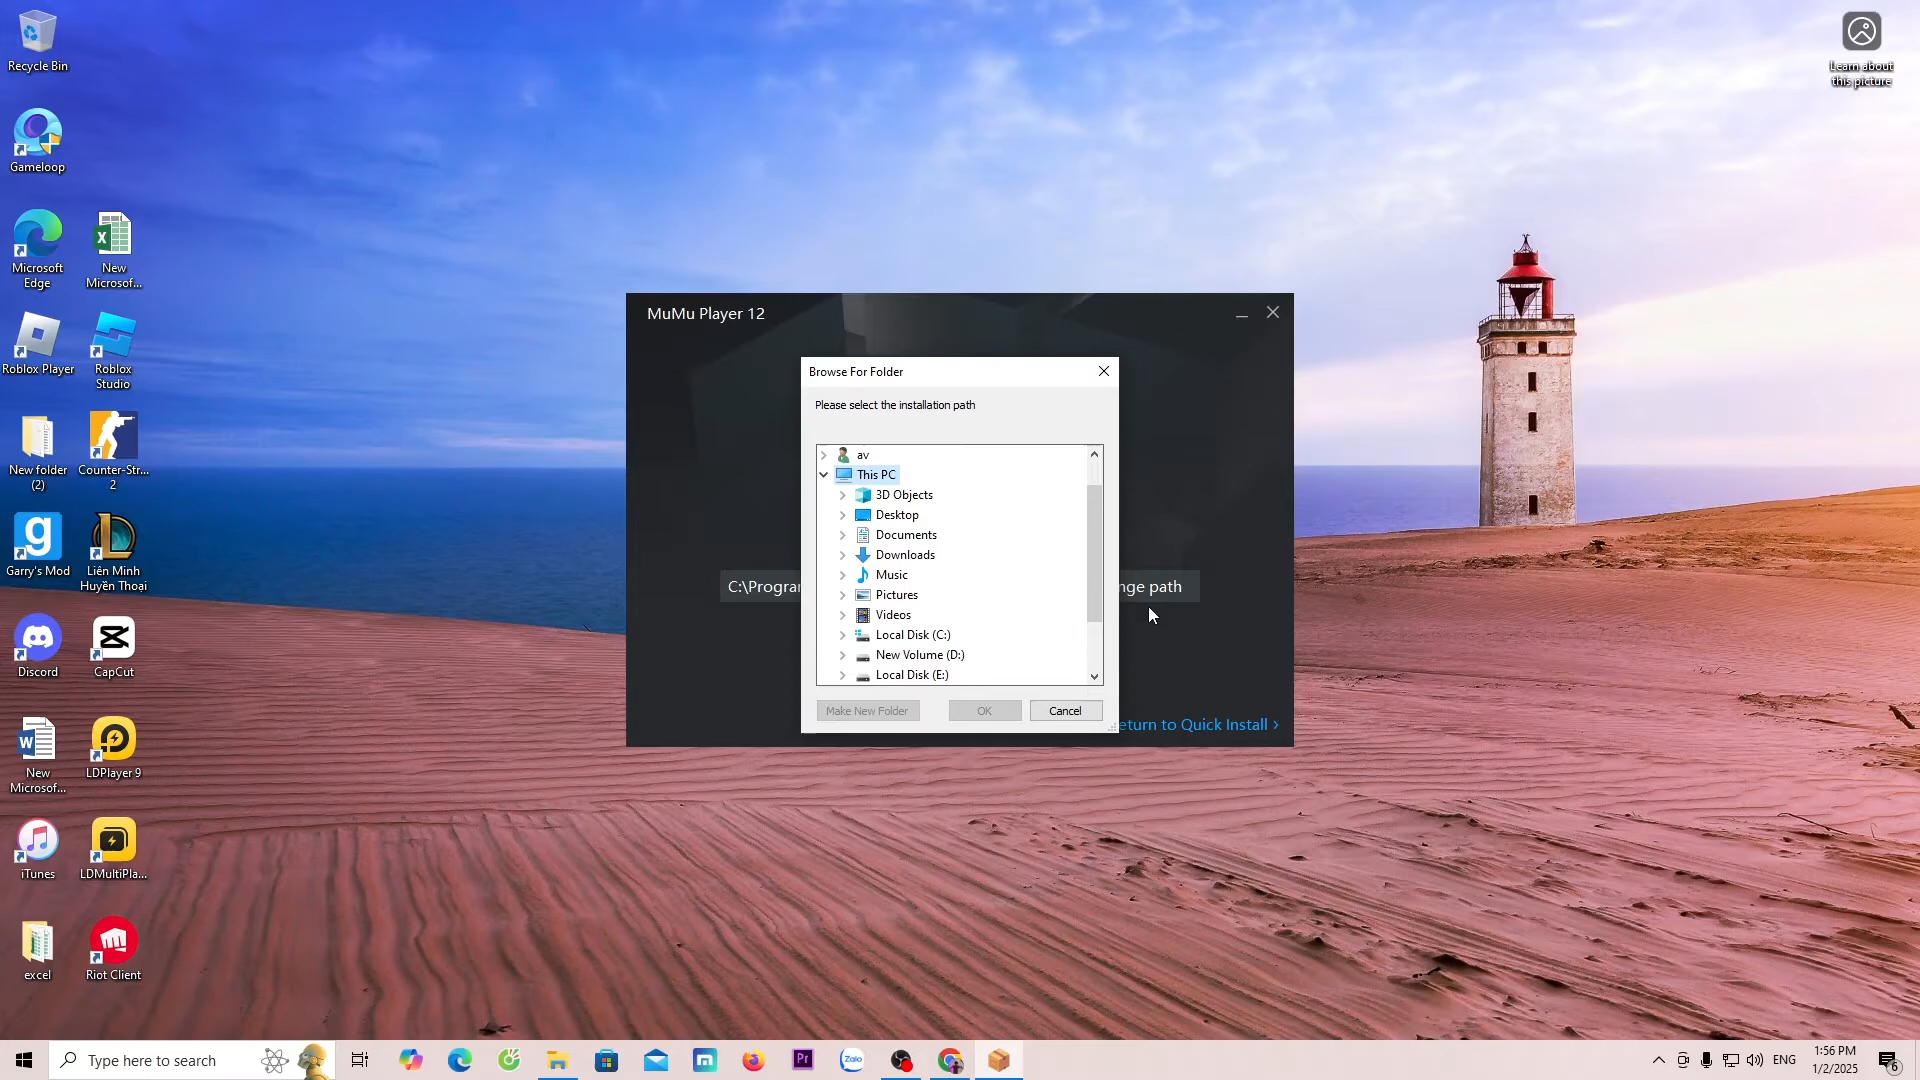 Recycle Bin
Learn about
this picture
Gameloop
Microsoft
Edge
New
Microsof...
Roblox Player
Roblox
Studio
New folder
(2)
Counter-Str...
2
Garry's Mod
Liên Minh
Huyền Thoại
Discord
CapCut
New
Microsof...
LDPlayer 9
iTunes
LDMultiPla...
excel
Riot Client
MuMu Player 12
Browse For Folder
Please select the installation path
av
This PC
3D Objects
Desktop
Documents
Downloads
Music
Pictures
Videos
Local Disk (C:)
New Volume (D:)
Local Disk (E:)
Make New Folder
OK
Cancel
C:\Program
nge path
eturn to Quick Install ›
Type here to search
Pr
Zalo
ENG
1:56 PM
1/2/2025
6